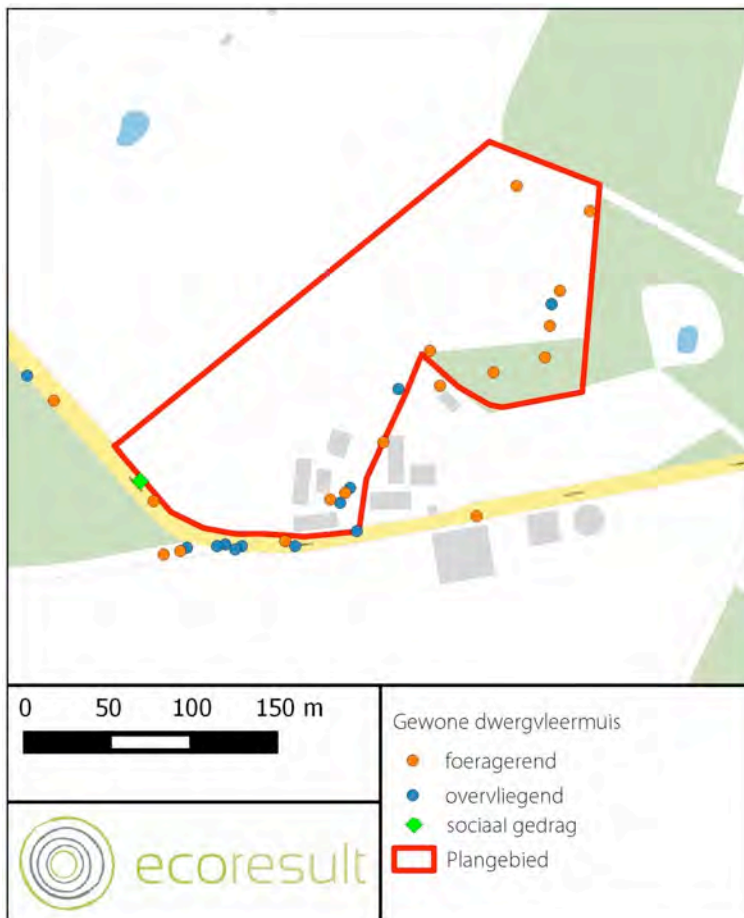 0 50 100 150 m
ecoresult
Gewone dwergvleermuis
foeragerend
overvliegend
sociaal gedrag
Plangebied